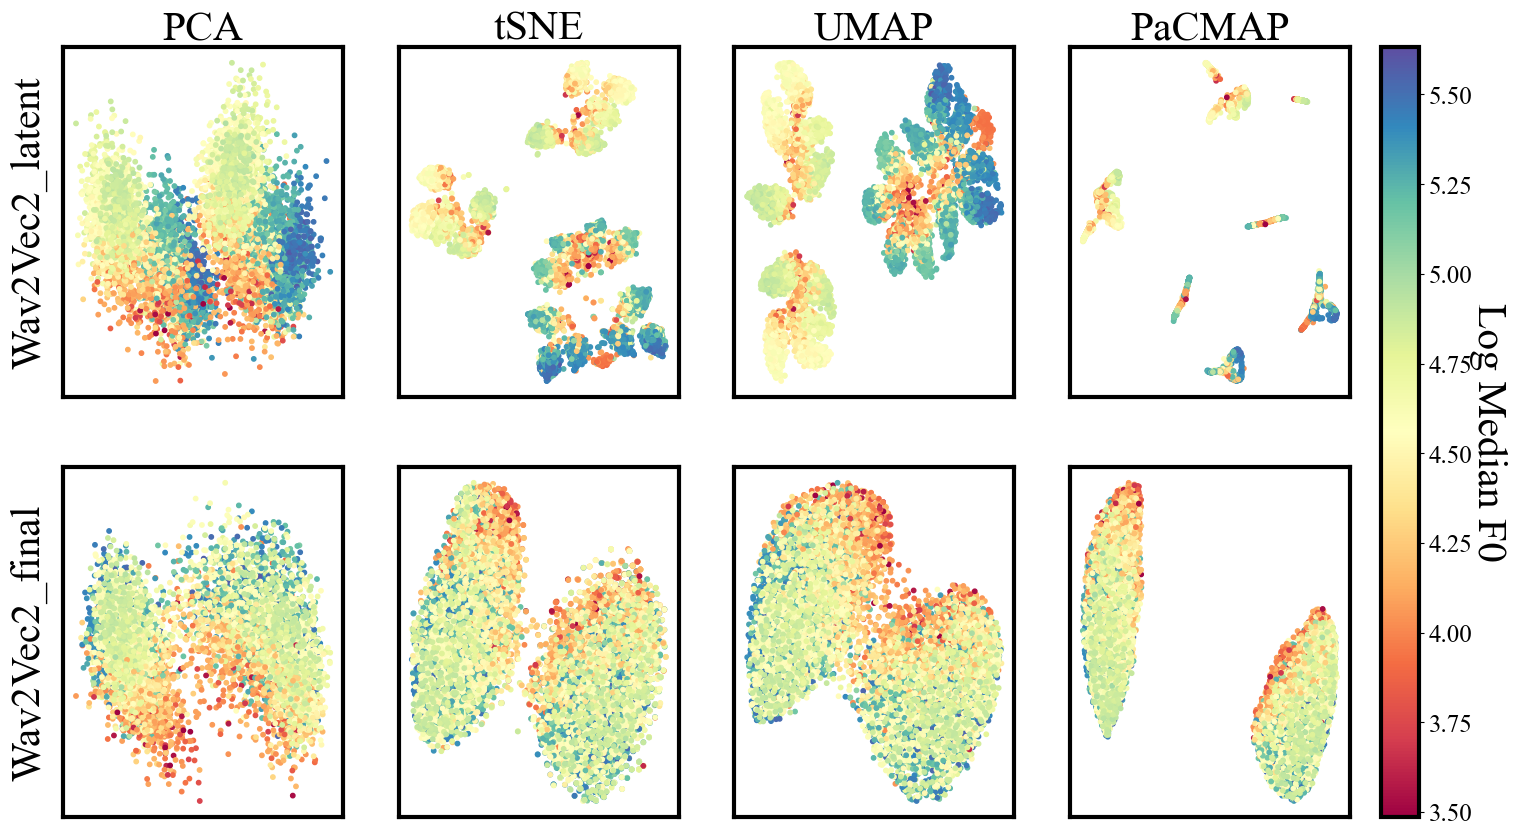 PCA
tSNE
UMAP
PaCMAP
Wav2Vec2_latent
Wav2Vec2_final
5.50
5.25
5.00
4.75
4.50
4.25
4.00
3.75
3.50
Log Median F0